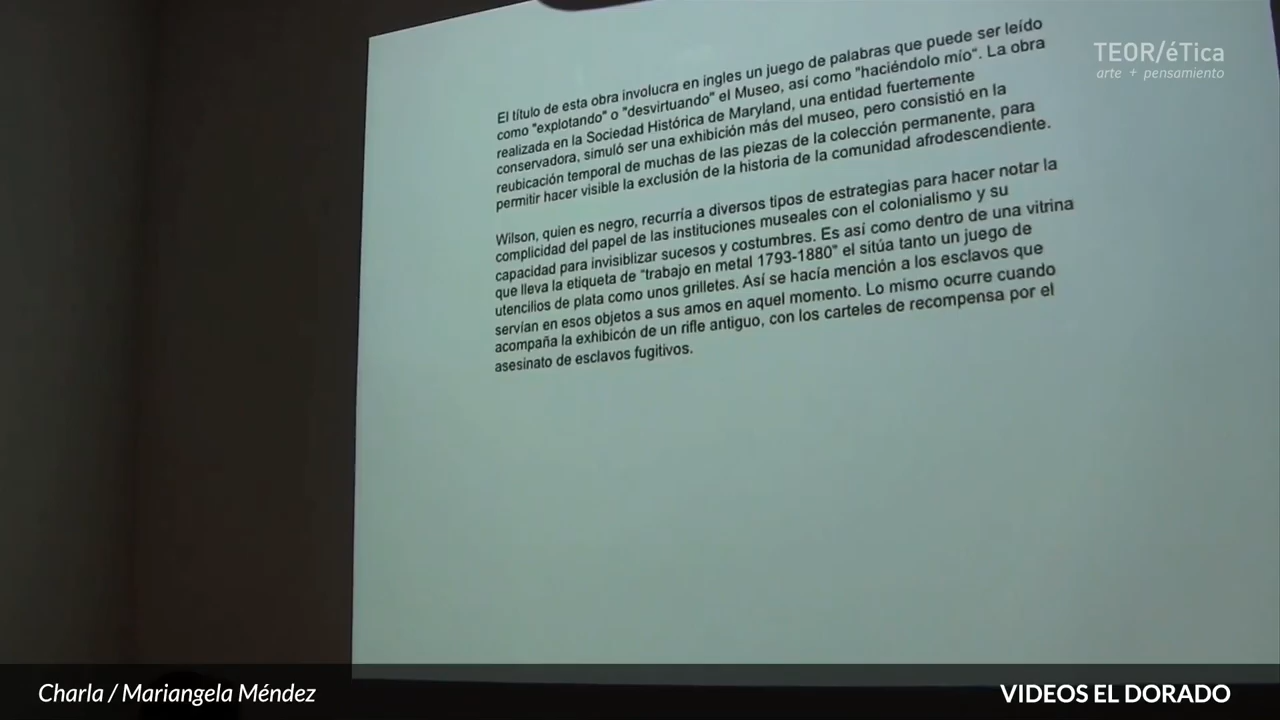 El título de esta obra involucra en ingles un juego de palabras que puede ser leído
como "explotando" o "desvirtuando" el Museo, así como "haciéndolo mío". La obra
realizada en la Sociedad Histórica de Maryland, una entidad fuertemente
conservadora, simuló ser una exhibición más del museo, pero consistió en la
reubicación temporal de muchas de las piezas de la colección permanente, para
permitir hacer visible la exclusión de la historia de la comunidad afrodescendiente.
Wilson, quien es negro, recurría a diversos tipos de estrategias para hacer notar la
complicidad del papel de las instituciones museales con el colonialismo y su
capacidad para invisiblizar sucesos y costumbres. Es así como dentro de una vitrina
que lleva la etiqueta de "trabajo en metal 1793-1880" el sitúa tanto un juego de
utencilios de plata como unos grilletes. Así se hacía mención a los esclavos que
servían en esos objetos a sus amos en aquel momento. Lo mismo ocurre cuando
acompaña la exhibicón de un rifle antiguo, con los carteles de recompensa por el
asesinato de esclavos fugitivos.
TEOR/éTica
arte + pensamiento
Charla / Mariangela Méndez
VIDEOS EL DORADO